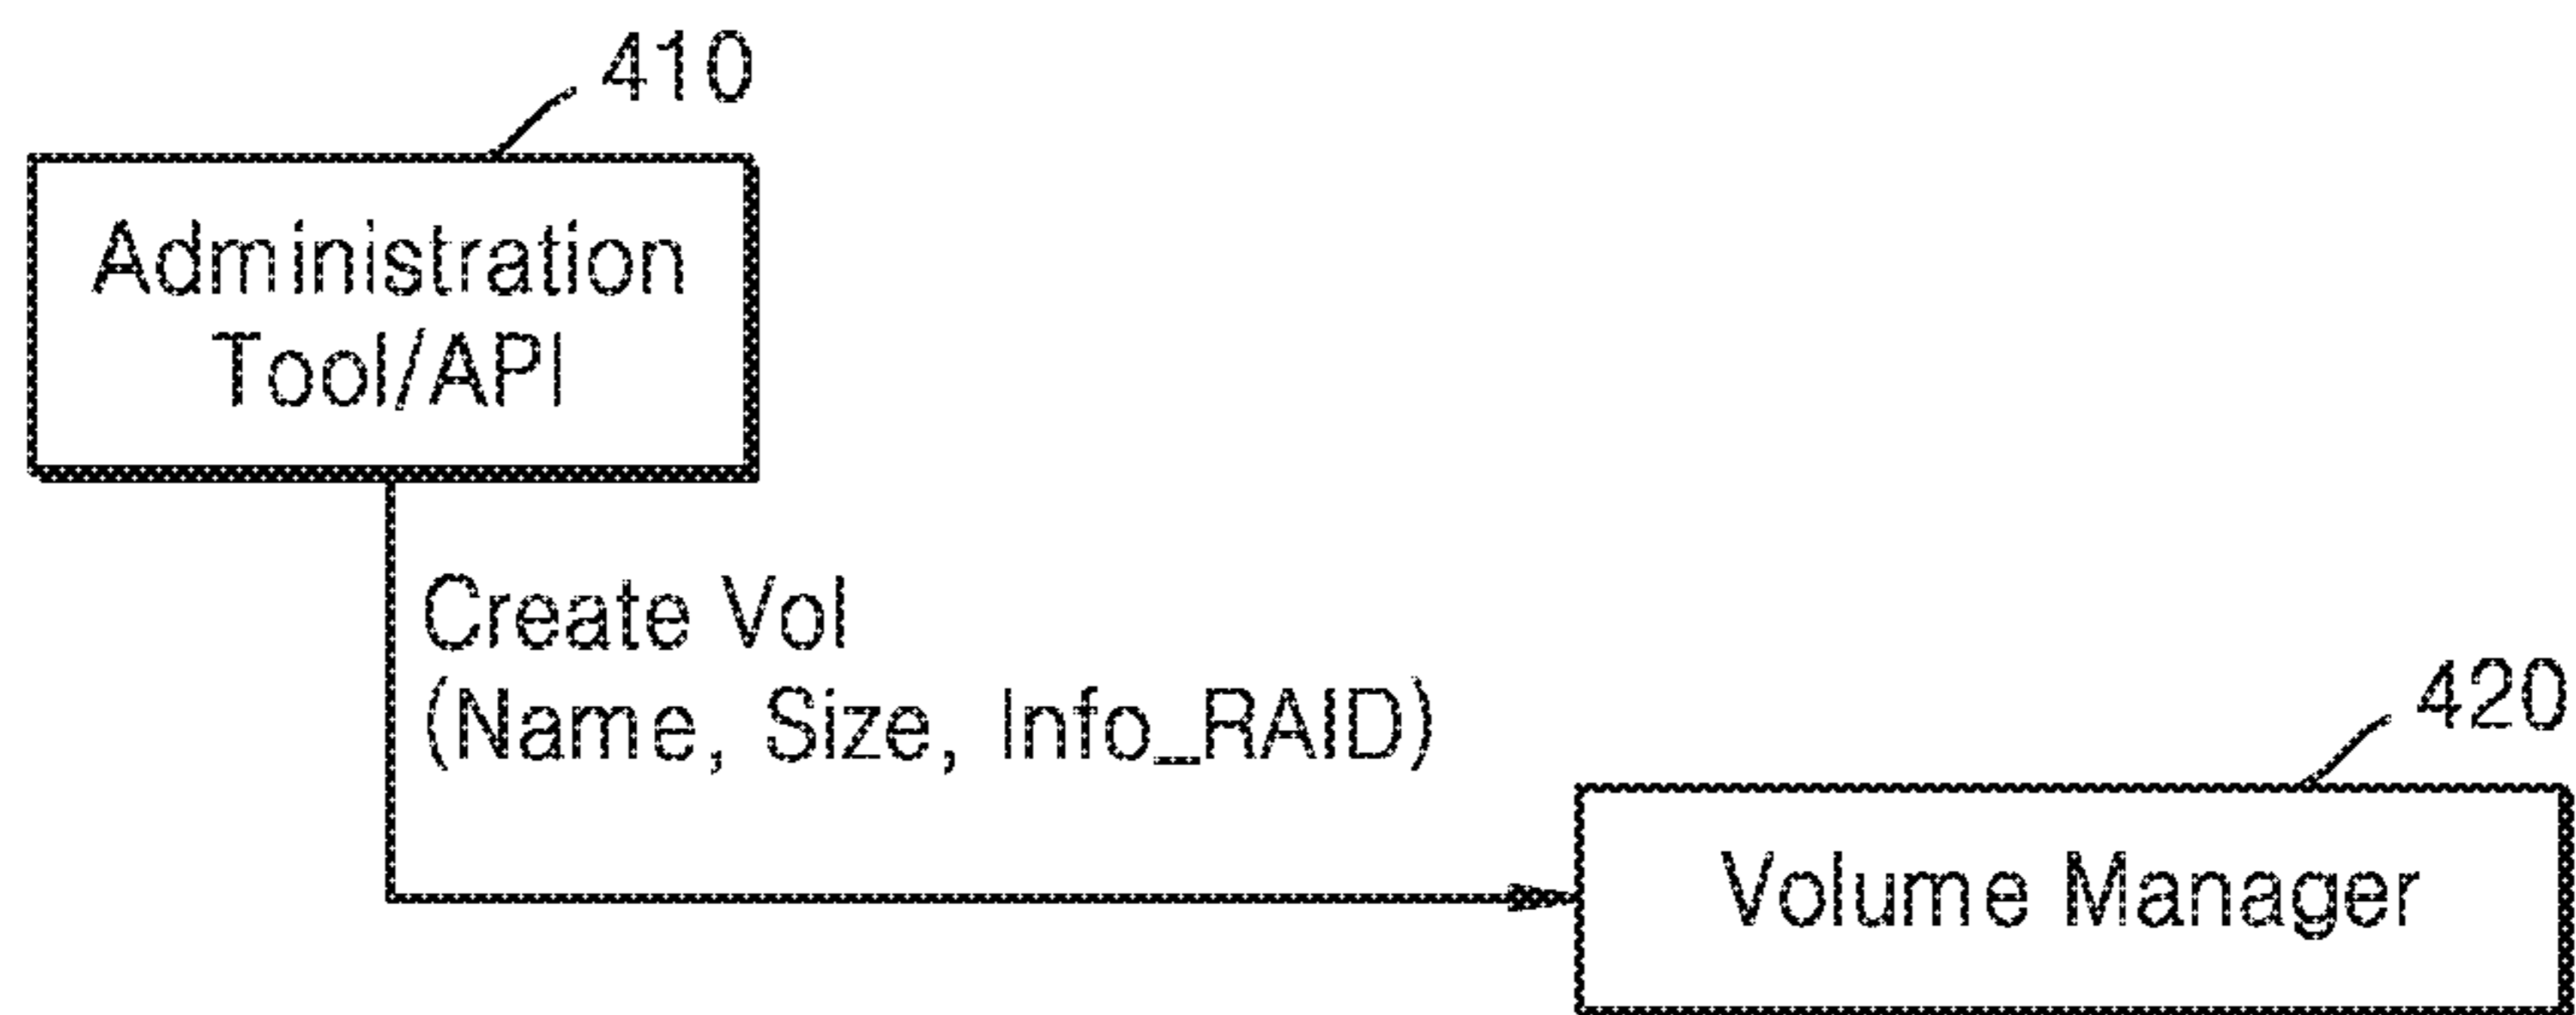 410
Administration
Tool/API
Create Vol
(Name, Size, Info_RAID)
420
Volume Manager